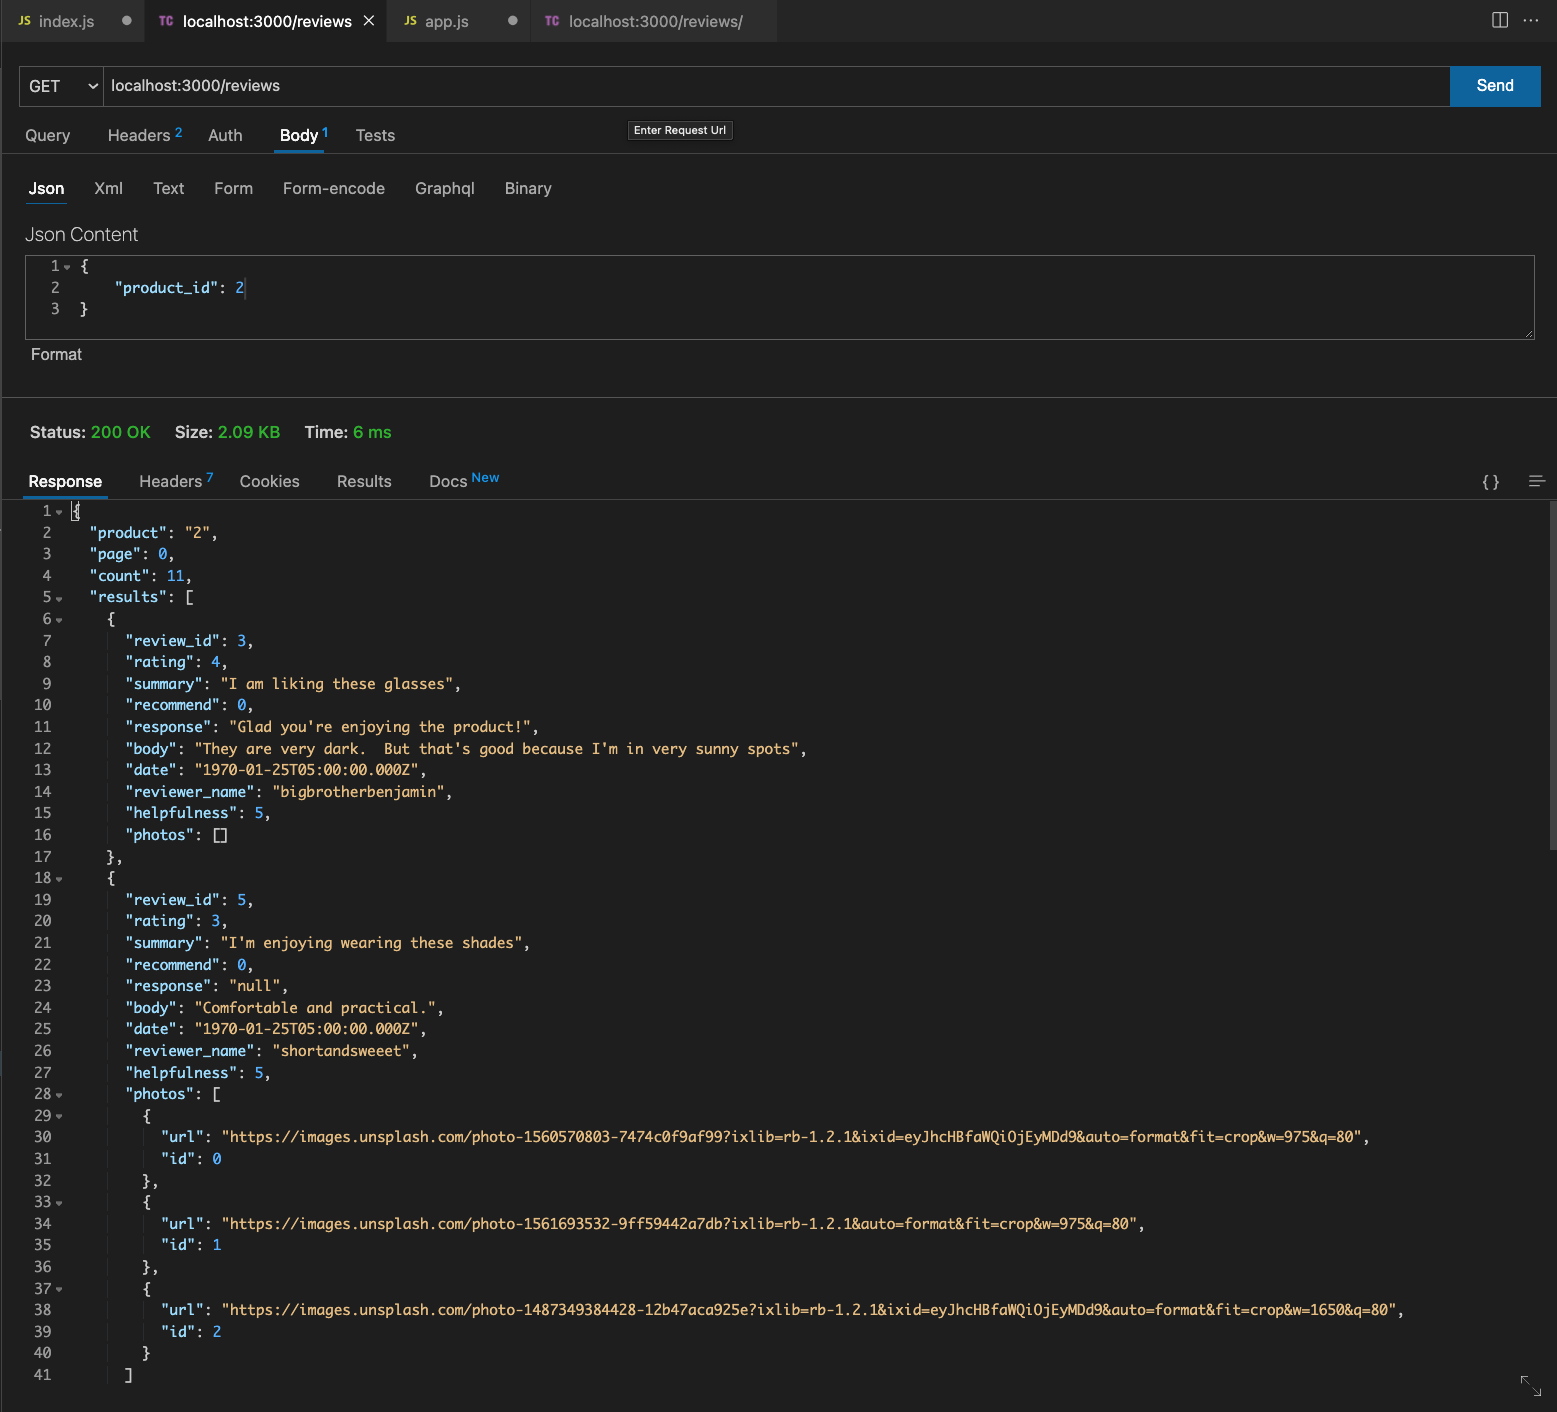 JS index.js TC localhost:3000/reviews JS app.js TC localhost:3000/reviews/
GET localhost:3000/reviews Send
Query Headers 2 Auth Body 1 Tests
Enter Request Url
Json Xml Text Form Form-encode Graphql Binary
Json Content
1 {
2 "product_id": 2
3 }
Format
Status: 200 OK Size: 2.09 KB Time: 6 ms
Response Headers 7 Cookies Results Docs New {}
1 {
2 "product": "2",
3 "page": 0,
4 "count": 11,
5 "results": [
6 {
7 "review_id": 3,
8 "rating": 4,
9 "summary": "I am liking these glasses",
10 "recommend": 0,
11 "response": "Glad you're enjoying the product!",
12 "body": "They are very dark.  But that's good because I'm in very sunny spots",
13 "date": "1970-01-25T05:00:00.000Z",
14 "reviewer_name": "bigbrotherbenjamin",
15 "helpfulness": 5,
16 "photos": []
17 },
18 {
19 "review_id": 5,
20 "rating": 3,
21 "summary": "I'm enjoying wearing these shades",
22 "recommend": 0,
23 "response": "null",
24 "body": "Comfortable and practical.",
25 "date": "1970-01-25T05:00:00.000Z",
26 "reviewer_name": "shortandsweeet",
27 "helpfulness": 5,
28 "photos": [
29 {
30 "url": "https://images.unsplash.com/photo-1560570803-7474c0f9af99?ixlib=rb-1.2.1&ixid=eyJhcHBfaWQiOjEyMDd9&auto=format&fit=crop&w=975&q=80",
31 "id": 0
32 },
33 {
34 "url": "https://images.unsplash.com/photo-1561693532-9ff59442a7db?ixlib=rb-1.2.1&auto=format&fit=crop&w=975&q=80",
35 "id": 1
36 },
37 {
38 "url": "https://images.unsplash.com/photo-1487349384428-12b47aca925e?ixlib=rb-1.2.1&ixid=eyJhcHBfaWQiOjEyMDd9&auto=format&fit=crop&w=1650&q=80",
39 "id": 2
40 }
41 ]